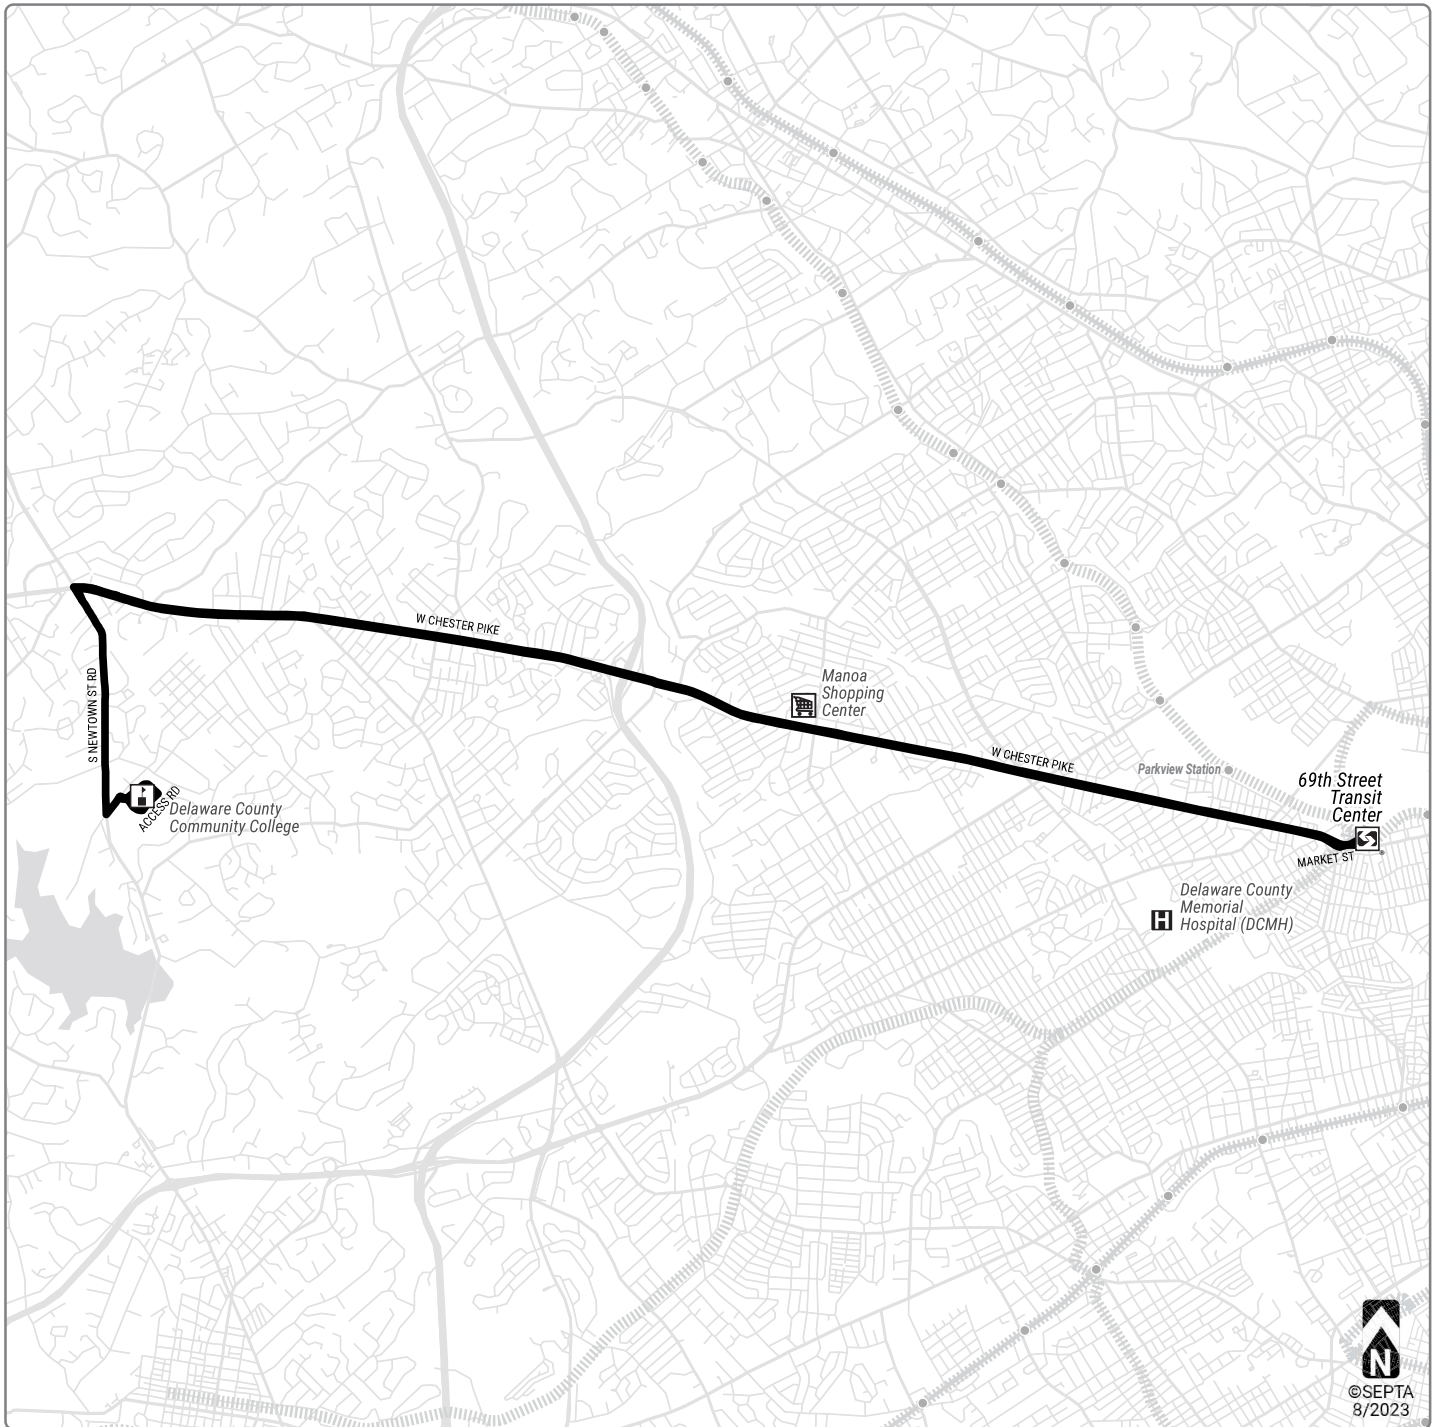 W CHESTER PIKE
S NEWTOWN ST RD
ACCESS RD
Delaware County
Community College
Manoa
Shopping
Center
W CHESTER PIKE
Parkview Station
69th Street
Transit
Center
MARKET ST
H
Delaware County
Memorial
Hospital (DCMH)
N
©SEPTA
8/2023